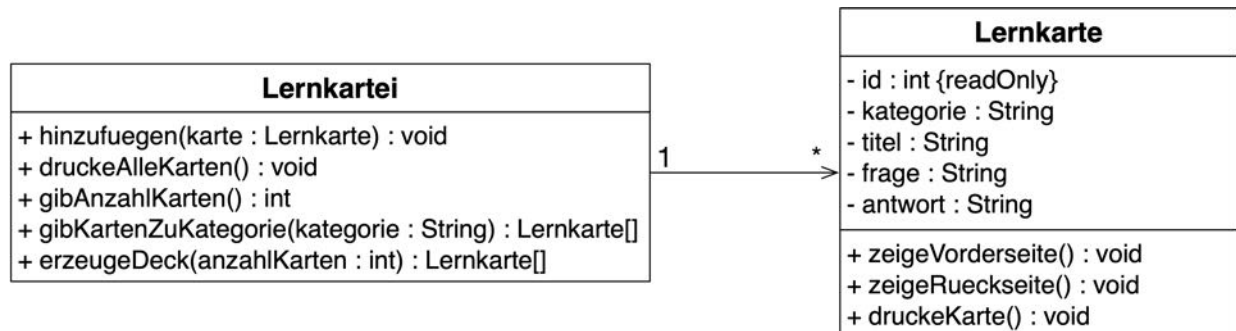 Lernkartei
+ hinzufuegen(karte : Lernkarte) : void
+ druckeAlleKarten() : void
+ gibAnzahlKarten() : int
+ gibKartenZuKategorie(kategorie : String) : Lernkarte[]
+ erzeugeDeck(anzahlKarten : int) : Lernkarte[]
1
*
Lernkarte
- id : int {readOnly}
- kategorie : String
- titel : String
- frage : String
- antwort : String
+ zeigeVorderseite() : void
+ zeigeRueckseite() : void
+ druckeKarte() : void